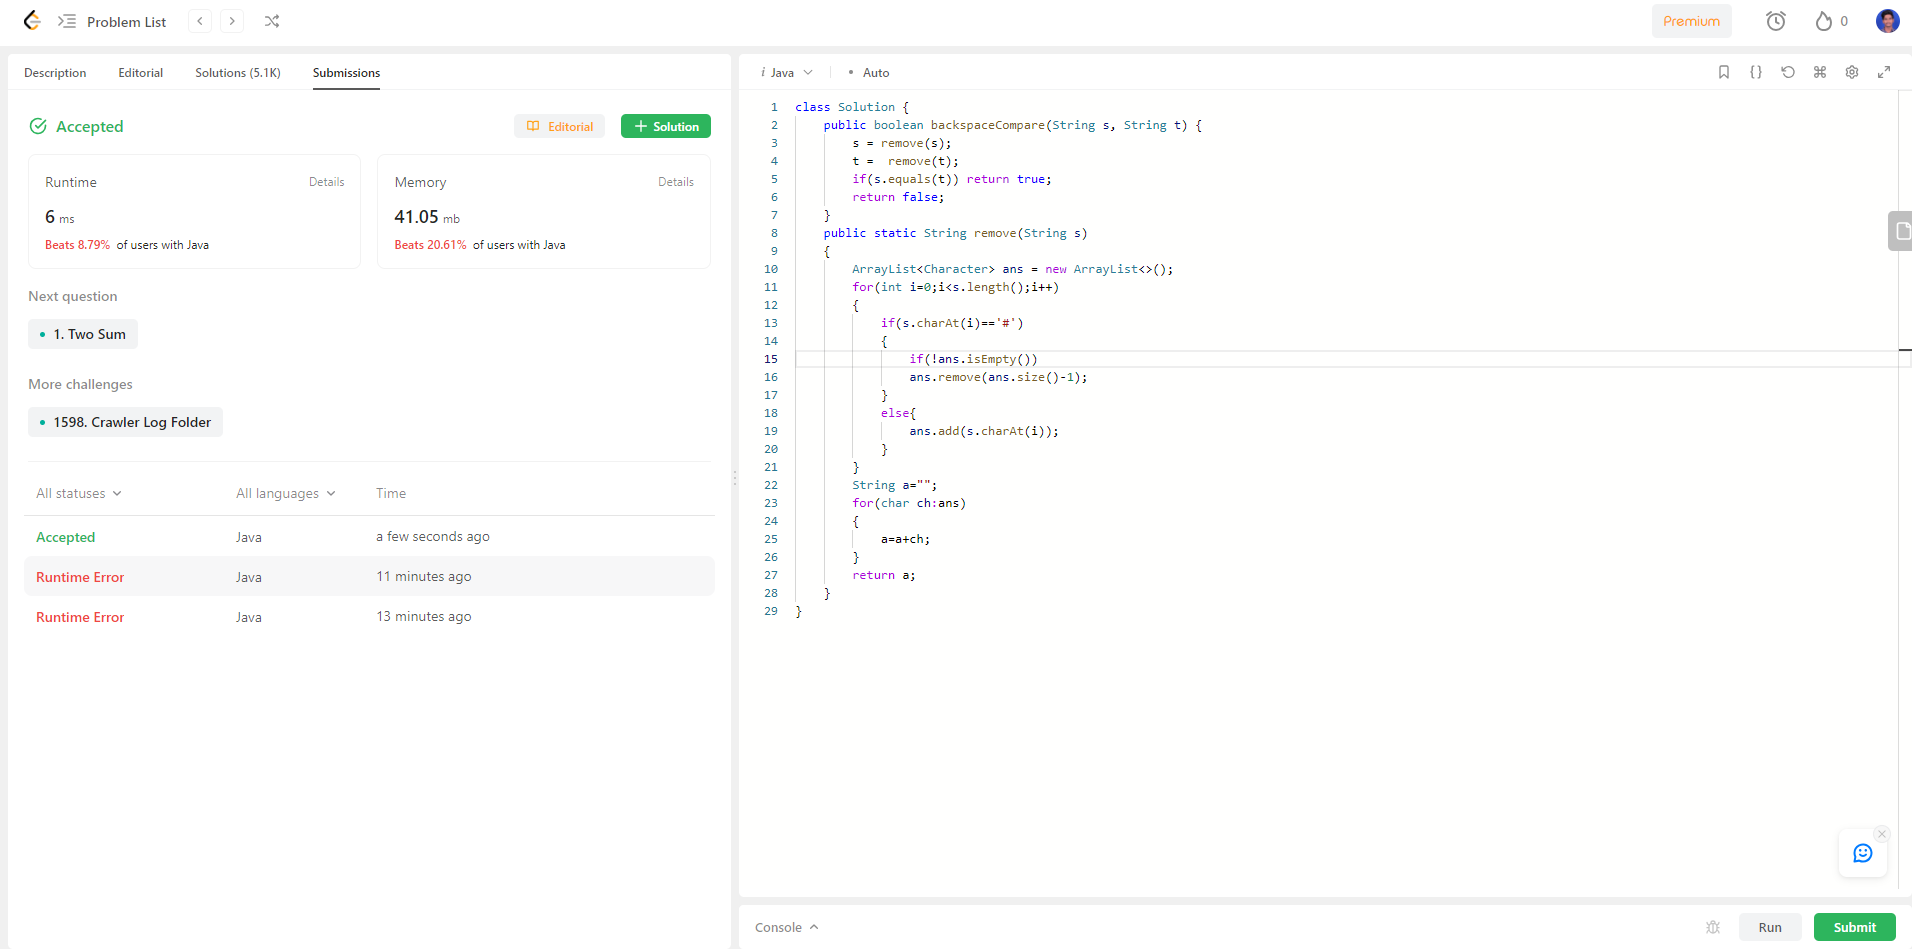 Problem List
Premium
0
Description Editorial Solutions (5.1K) Submissions
Accepted
Editorial
+ Solution
Runtime Details
6 ms
Beats 8.79% of users with Java
Memory Details
41.05 mb
Beats 20.61% of users with Java
Next question
1. Two Sum
More challenges
1598. Crawler Log Folder
All statuses All languages Time
Accepted Java a few seconds ago
Runtime Error Java 11 minutes ago
Runtime Error Java 13 minutes ago
i Java • Auto
1 class Solution {
2     public boolean backspaceCompare(String s, String t) {
3         s = remove(s);
4         t =  remove(t);
5         if(s.equals(t)) return true;
6         return false;
7     }
8     public static String remove(String s)
9     {
10         ArrayList<Character> ans = new ArrayList<>();
11         for(int i=0;i<s.length();i++)
12         {
13             if(s.charAt(i)=='#')
14             {
15                 if(!ans.isEmpty())
16                 ans.remove(ans.size()-1);
17             }
18             else{
19                 ans.add(s.charAt(i));
20             }
21         }
22         String a="";
23         for(char ch:ans)
24         {
25             a=a+ch;
26         }
27         return a;
28     }
29 }
Console
Run
Submit